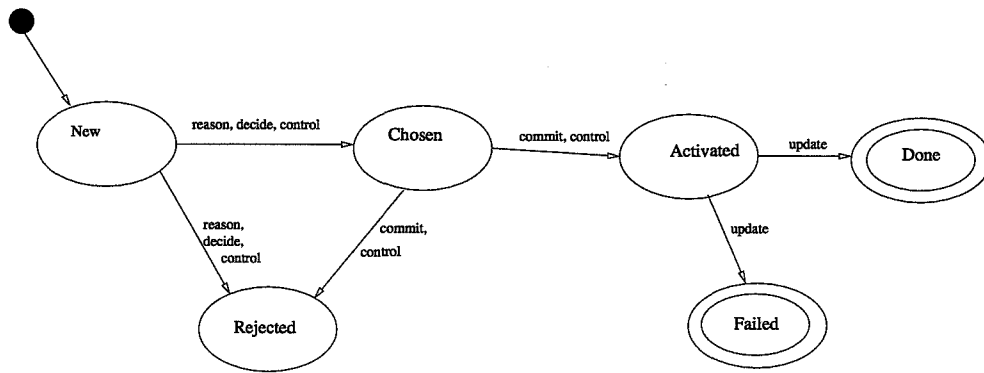 New
reason, decide, control
Chosen
commit, control
Activated
update
Done
reason,
decide,
control
commit,
control
update
Rejected
Failed